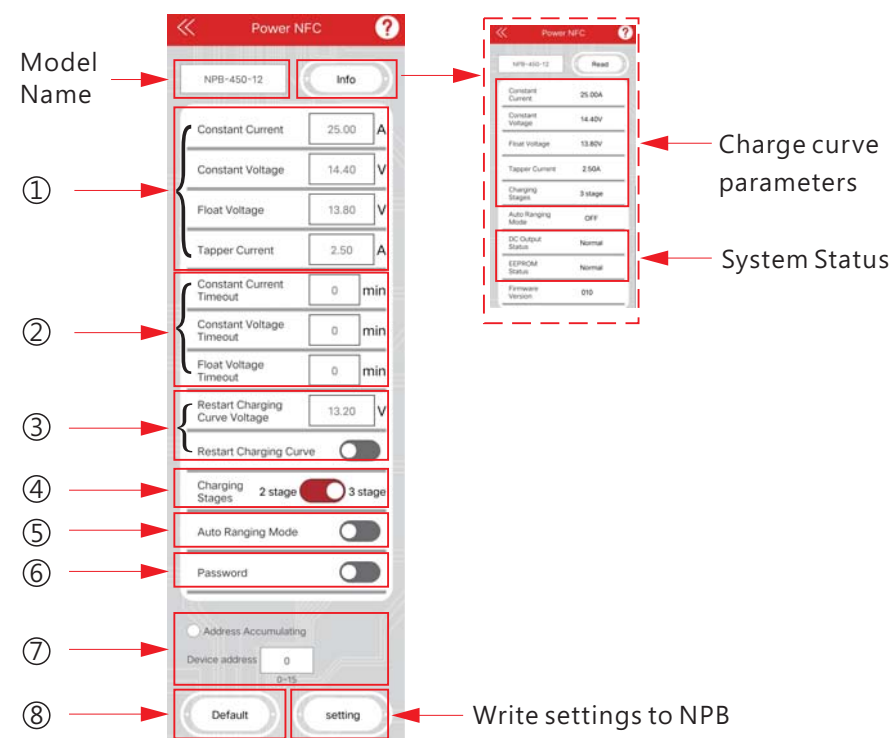 Power NFC
?
Model
Name
NPB-450-12
Info
①
Constant Current 25.00 A
Constant Voltage 14.40 V
Float Voltage 13.80 V
Tapper Current 2.50 A
②
Constant Current
Timeout 0 min
Constant Voltage
Timeout 0 min
Float Voltage
Timeout 0 min
③
Restart Charging
Curve Voltage 13.20 V
Restart Charging Curve
④
Charging
Stages 2 stage 3 stage
⑤
Auto Ranging Mode
⑥
Password
⑦
Address Accumulating
Device address 0
0~15
⑧
Default
setting
Write settings to NPB
Power NFC
?
NPB-450-12
Read
Constant
Current 25.00A
Constant
Voltage 14.40V
Float Voltage 13.80V
Tapper Current 2.50A
Charging
Stages 3 stage
Auto Ranging
Mode OFF
DC Output
Status Normal
EEPROM
Status Normal
Firmware
Version 010
Charge curve
parameters
System Status